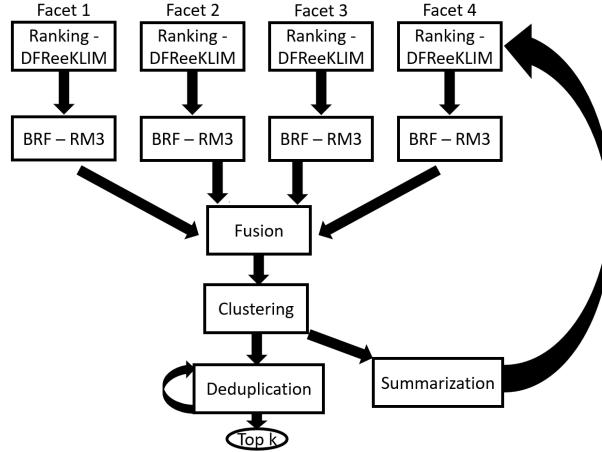 Facet 1
Facet 2
Facet 3
Facet 4
Ranking -
DFReeKLIM
Ranking -
DFReeKLIM
Ranking -
DFReeKLIM
Ranking -
DFReeKLIM
BRF – RM3
BRF – RM3
BRF – RM3
BRF – RM3
Fusion
Clustering
Deduplication
Summarization
Top k